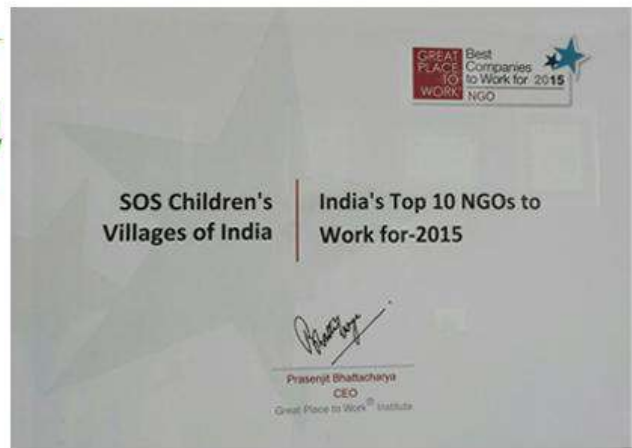 GREAT
PLACE
TO
WORK®
Best
Companies
to Work for 2015
NGO
SOS Children's
Villages of India
India's Top 10 NGOs to
Work for-2015
Prasenjit Bhattacharya
CEO
Great Place to Work® Institute